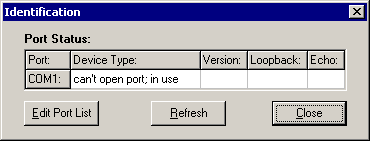 Identification
Port Status:
Port: Device Type: Version: Loopback: Echo:
COM1: can't open port; in use
Edit Port List Refresh Close